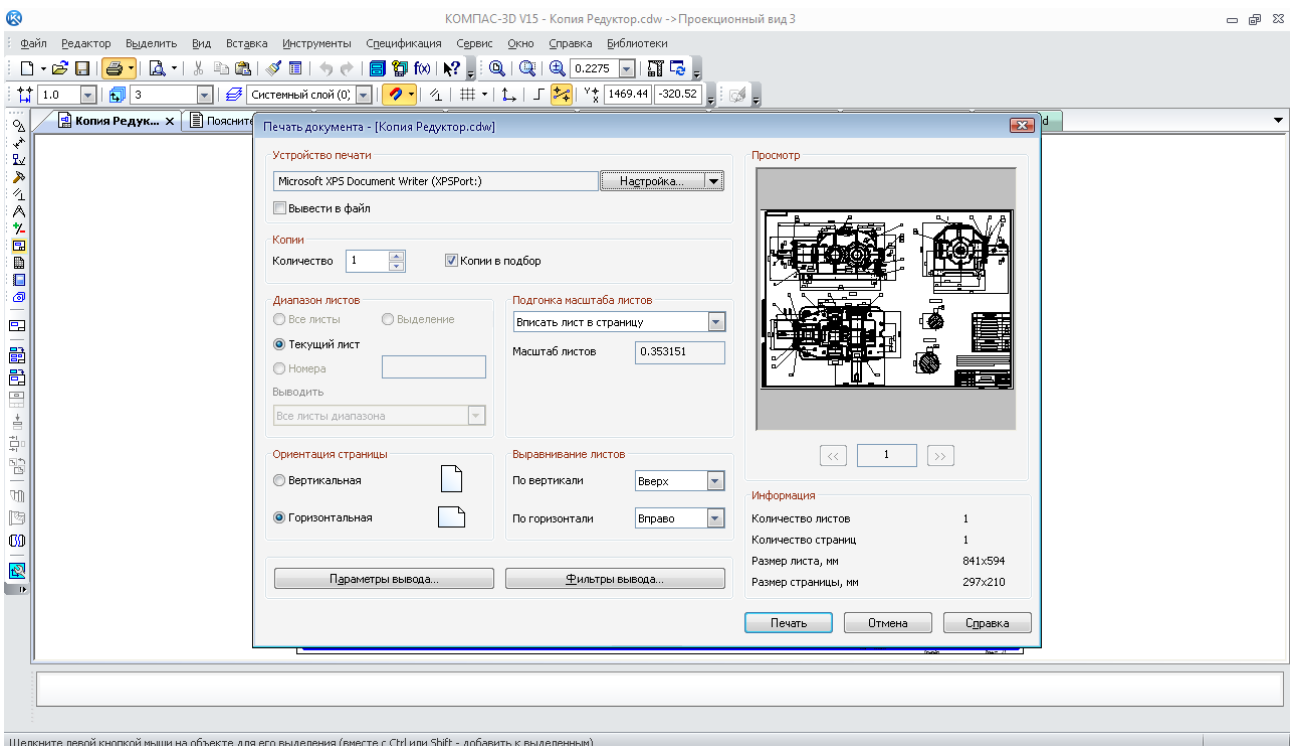 КОМПАС-3D V15 - Копия Редуктор.cdw ->Проекционный вид 3
Файл Редактор Выделить Вид Вставка Инструменты Спецификация Сервис Окно Справка Библиотеки
0.2275
1.0 3 Системный слой (0) 1469.44 -320.52
Копия Редук... X Поясните d
Печать документа - [Копия Редуктор.cdw]
Устройство печати Просмотр
Microsoft XPS Document Writer (XPSPort:) Настройка...
Вывести в файл
Копии
Количество 1 Копии в подбор
Диапазон листов Подгонка масштаба листов
Все листы Выделение Вписать лист в страницу
Текущий лист Масштаб листов 0.353151
Номера
Выводить
Все листы диапазона
<< 1 >>
Ориентация страницы Выравнивание листов
Вертикальная По вертикали Вверх
Информация
Горизонтальная По горизонтали Вправо Количество листов 1
Количество страниц 1
Размер листа, мм 841x594
Параметры вывода... Фильтры вывода... Размер страницы, мм 297x210
Печать Отмена Справка
Щелкните левой кнопкой мыши на объекте для его выделения (вместе с Ctrl или Shift - добавить к выделенным)